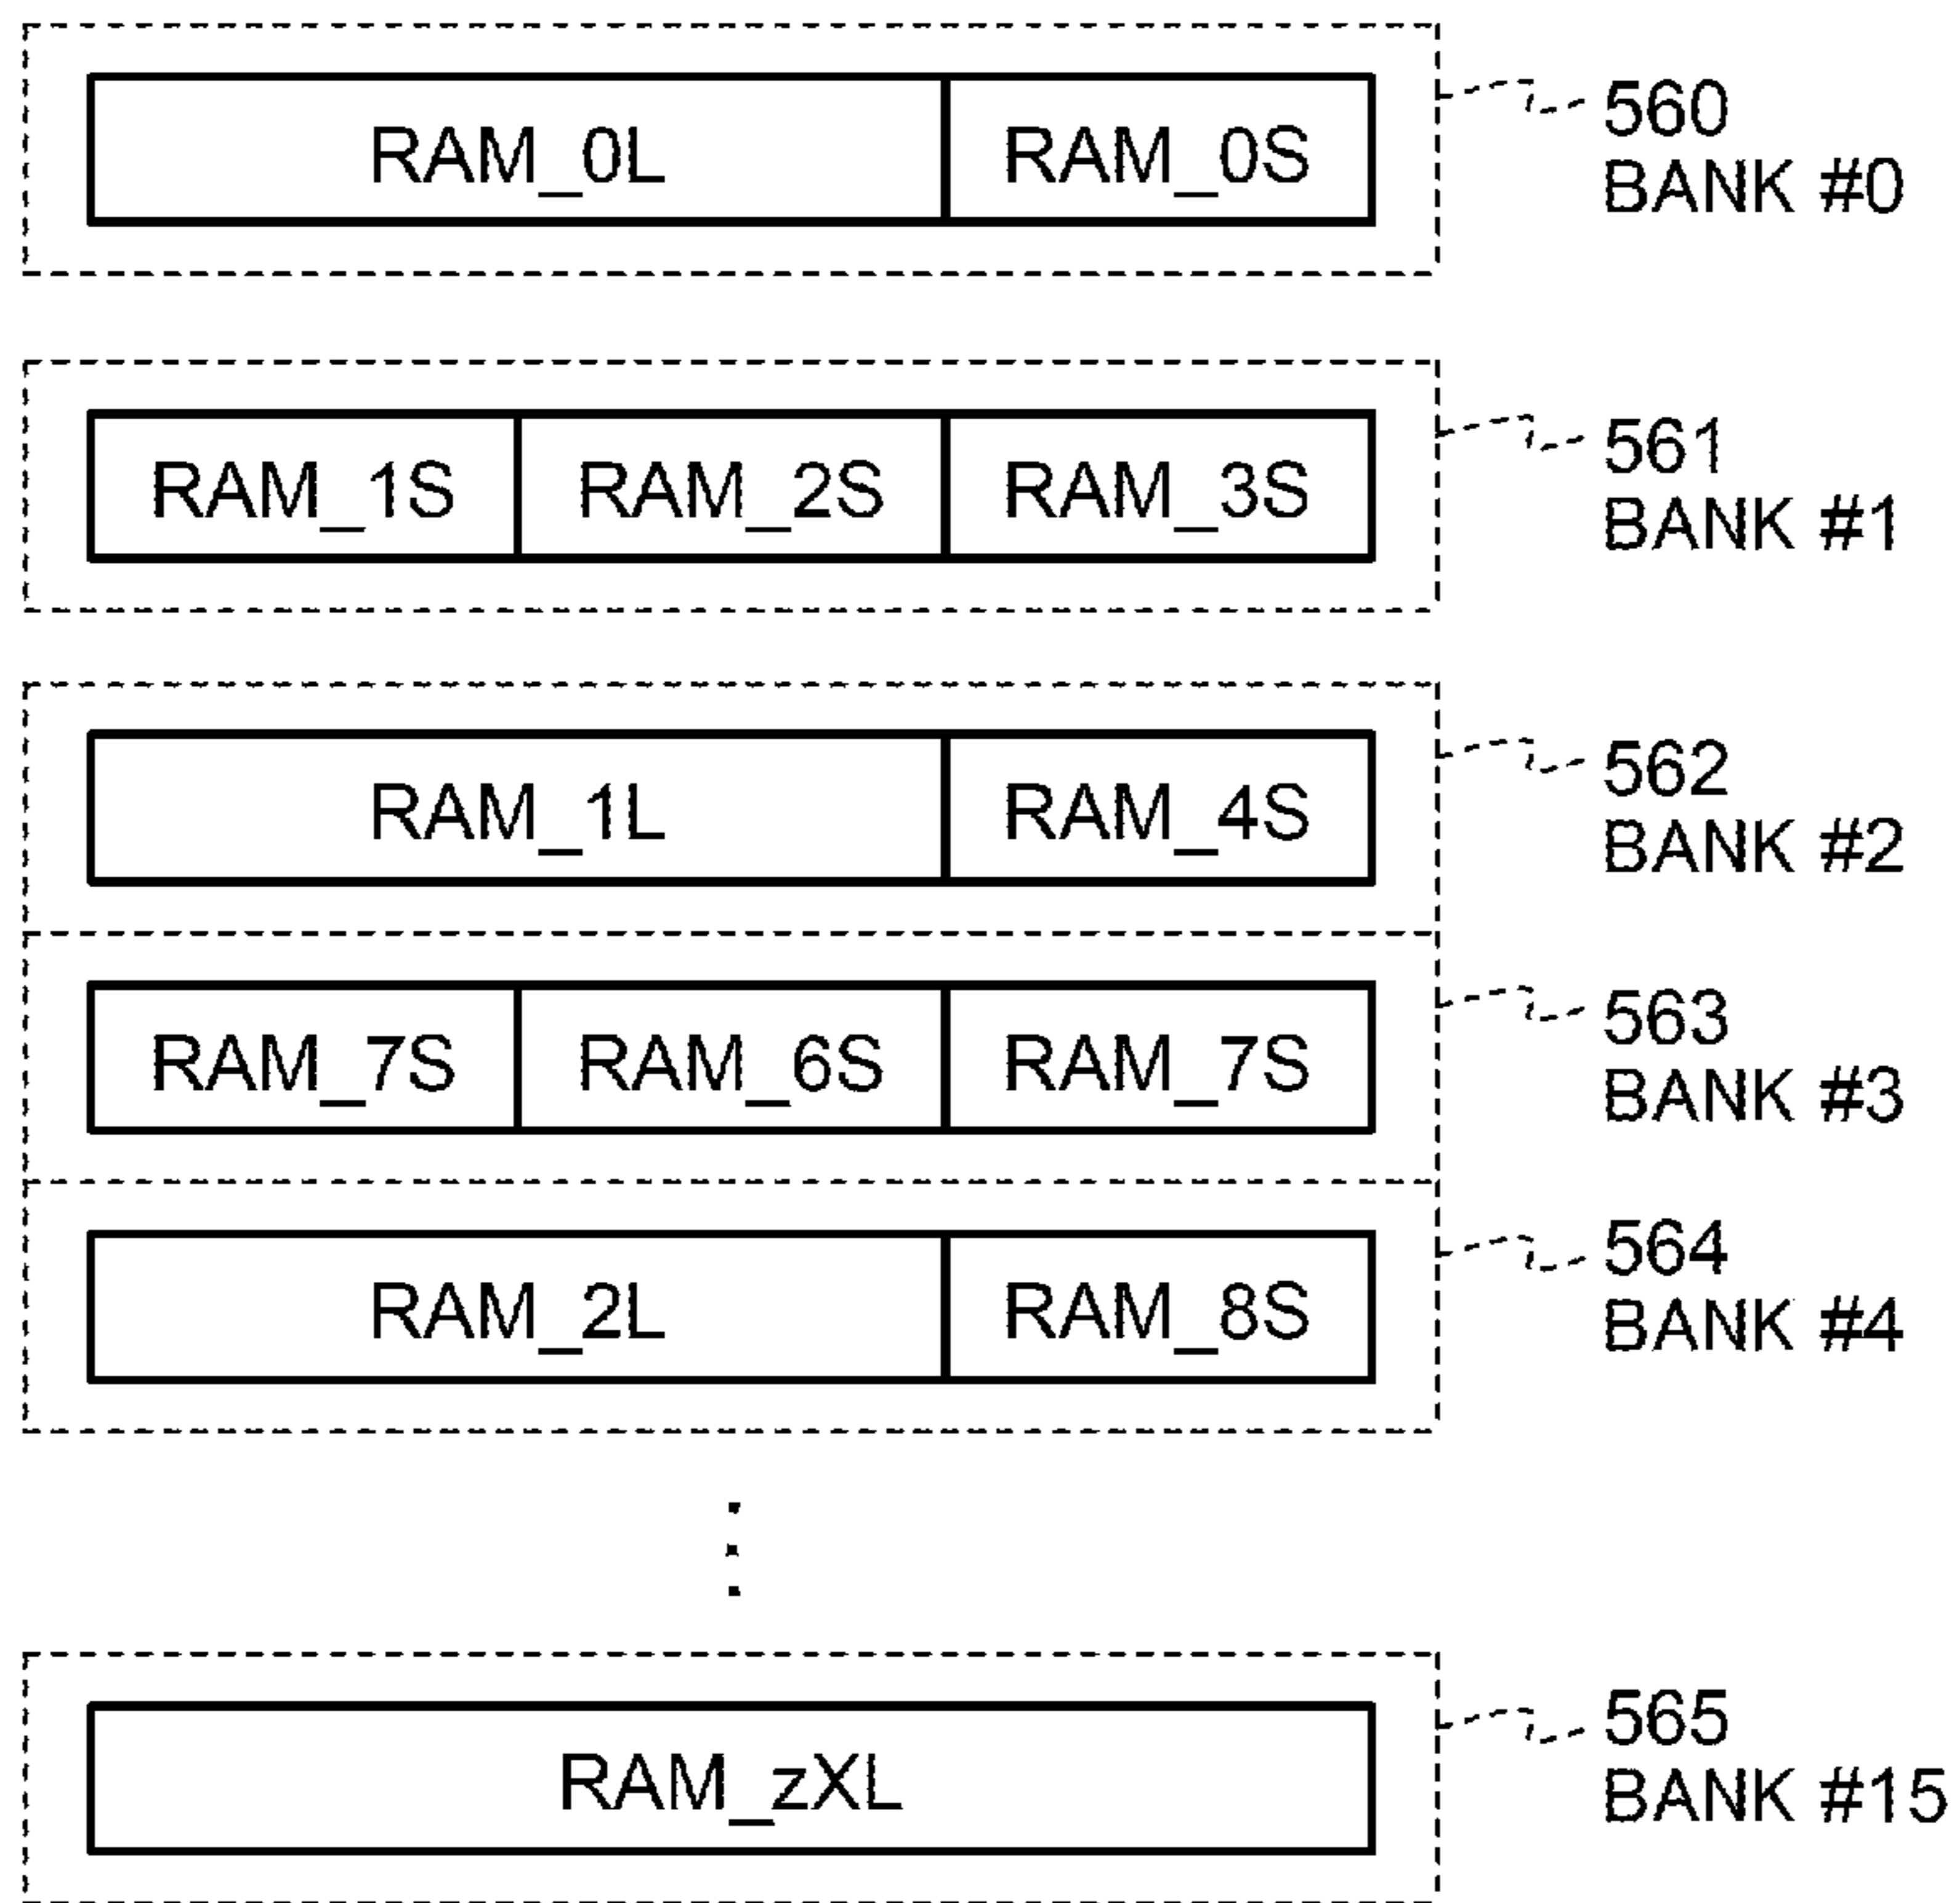 RAM_0L RAM_0S
560
BANK #0
RAM_1S RAM_2S RAM_3S
561
BANK #1
RAM_1L RAM_4S
562
BANK #2
RAM_7S RAM_6S RAM_7S
563
BANK #3
RAM_2L RAM_8S
564
BANK #4
RAM_zXL
565
BANK #15